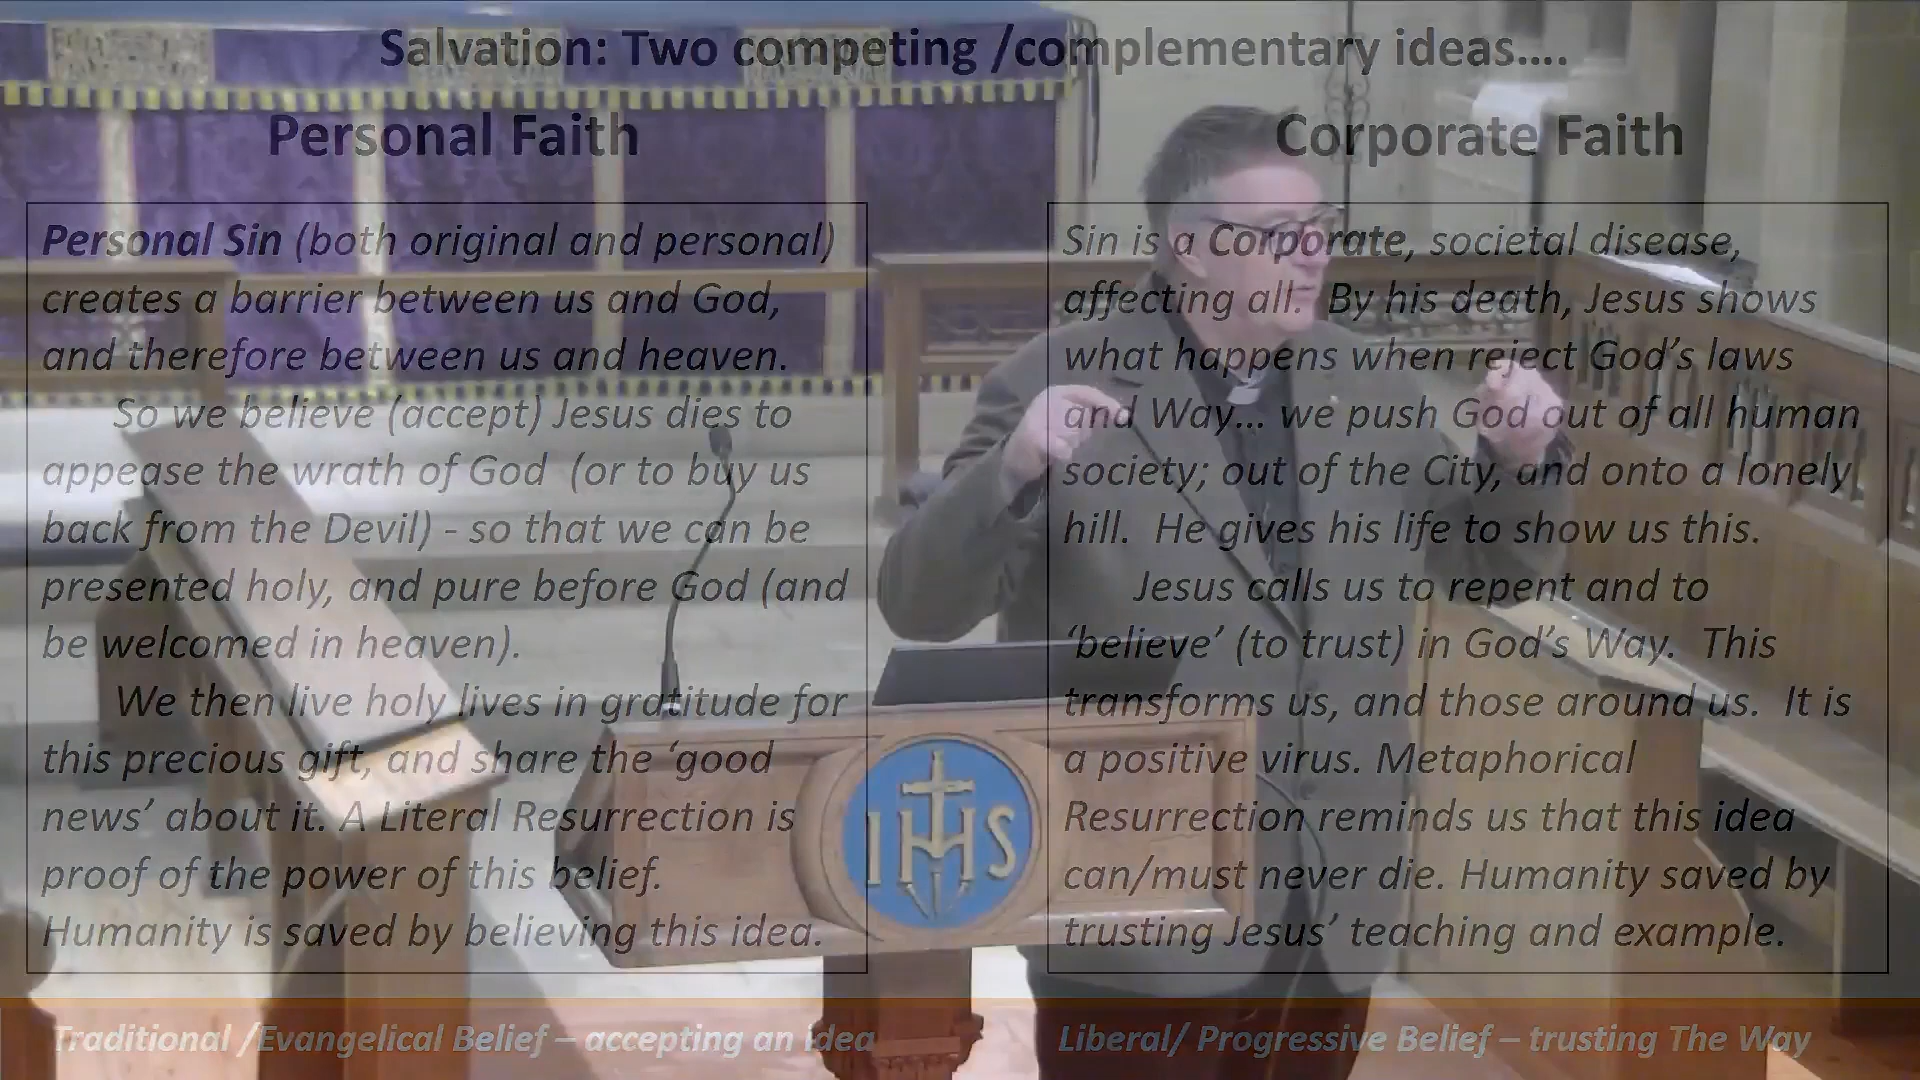 Salvation: Two competing /complementary ideas....
Personal Faith
Personal Sin (both original and personal)
creates a barrier between us and God,
and therefore between us and heaven.
So we believe (accept) Jesus dies to
appease the wrath of God (or to buy us
back from the Devil) - so that we can be
presented holy, and pure before God (and
be welcomed in heaven).
We then live holy lives in gratitude for
this precious gift, and share the ‘good
news’ about it. A Literal Resurrection is
proof of the power of this belief.
Humanity is saved by believing this idea.
Traditional /Evangelical Belief – accepting an idea
Corporate Faith
Sin is a Corporate, societal disease,
affecting all. By his death, Jesus shows
what happens when reject God’s laws
and Way... we push God out of all human
society; out of the City, and onto a lonely
hill. He gives his life to show us this.
Jesus calls us to repent and to
‘believe’ (to trust) in God’s Way. This
transforms us, and those around us. It is
a positive virus. Metaphorical
Resurrection reminds us that this idea
can/must never die. Humanity saved by
trusting Jesus’ teaching and example.
Liberal/ Progressive Belief – trusting The Way
IHS